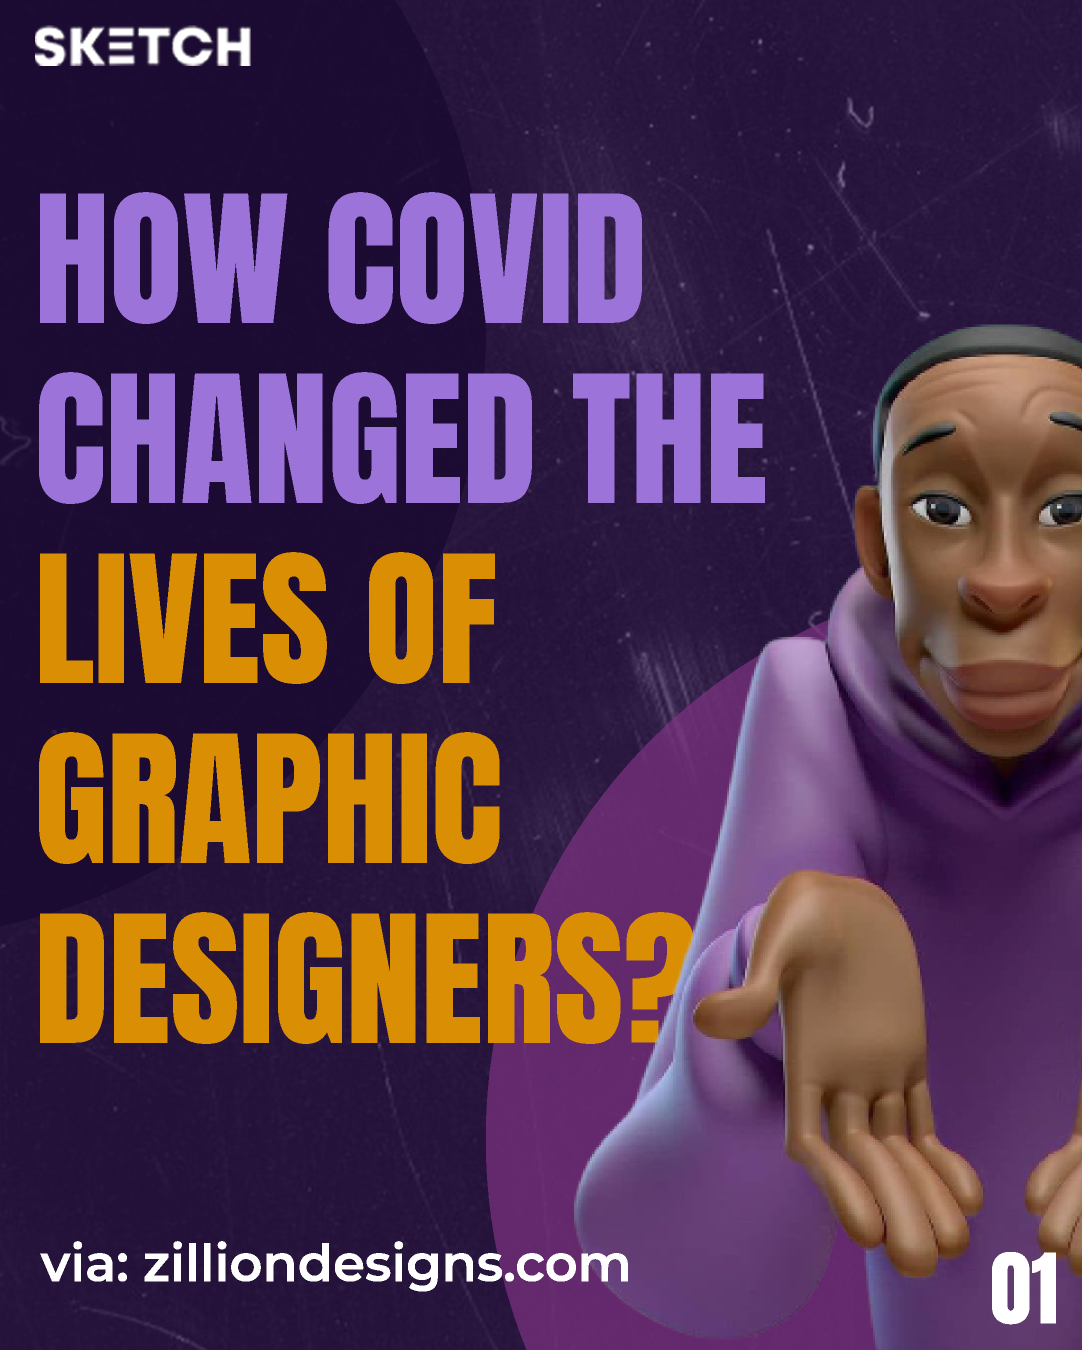 SKETCH
HOW COVID
CHANGED THE
LIVES OF
GRAPHIC
DESIGNERS?
via: zilliondesigns.com
01